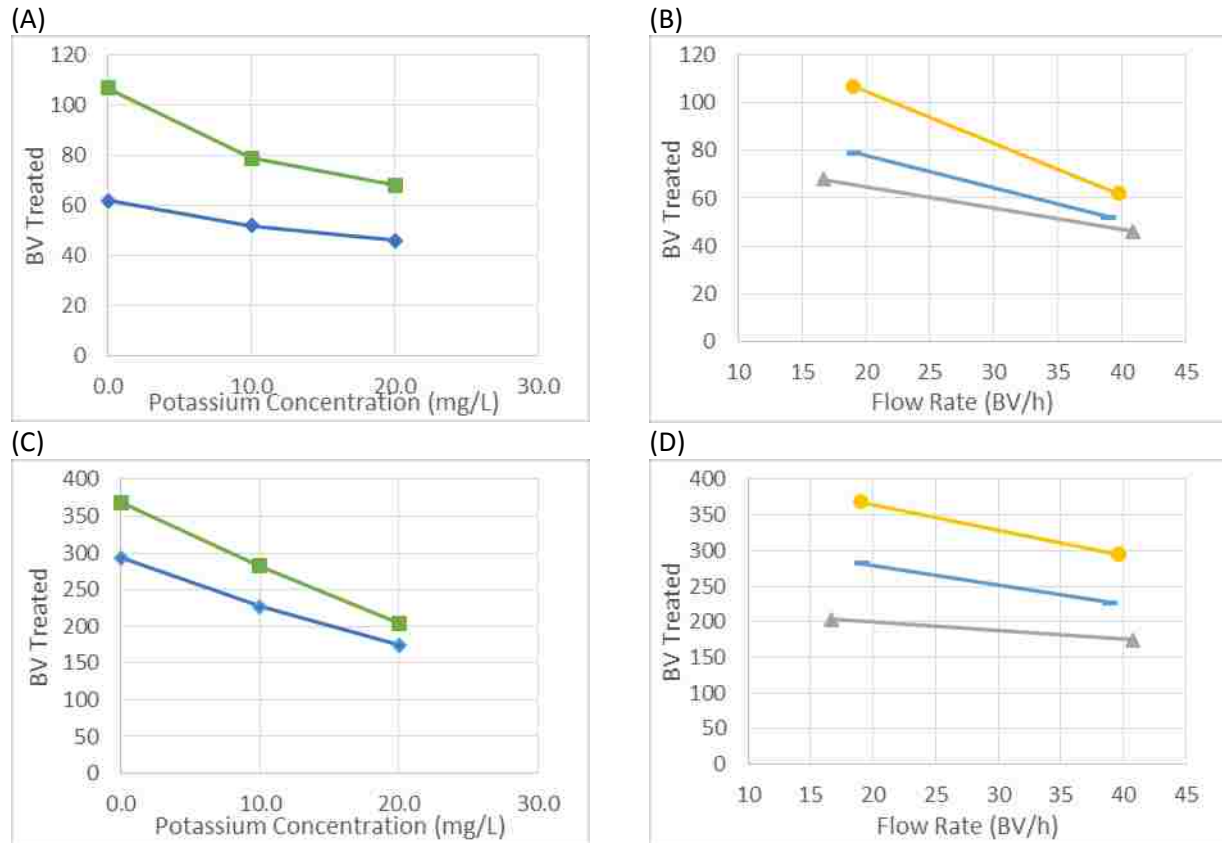 (A)
120
100
80
60
40
20
0
BV Treated
0.0 10.0 20.0 30.0
Potassium Concentration (mg/L)
(B)
120
100
80
60
40
20
0
BV Treated
10 15 20 25 30 35 40 45
Flow Rate (BV/h)
(C)
400
350
300
250
200
150
100
50
0
BV Treated
0.0 10.0 20.0 30.0
Potassium Concentration (mg/L)
(D)
400
350
300
250
200
150
100
50
0
BV Treated
10 15 20 25 30 35 40 45
Flow Rate (BV/h)